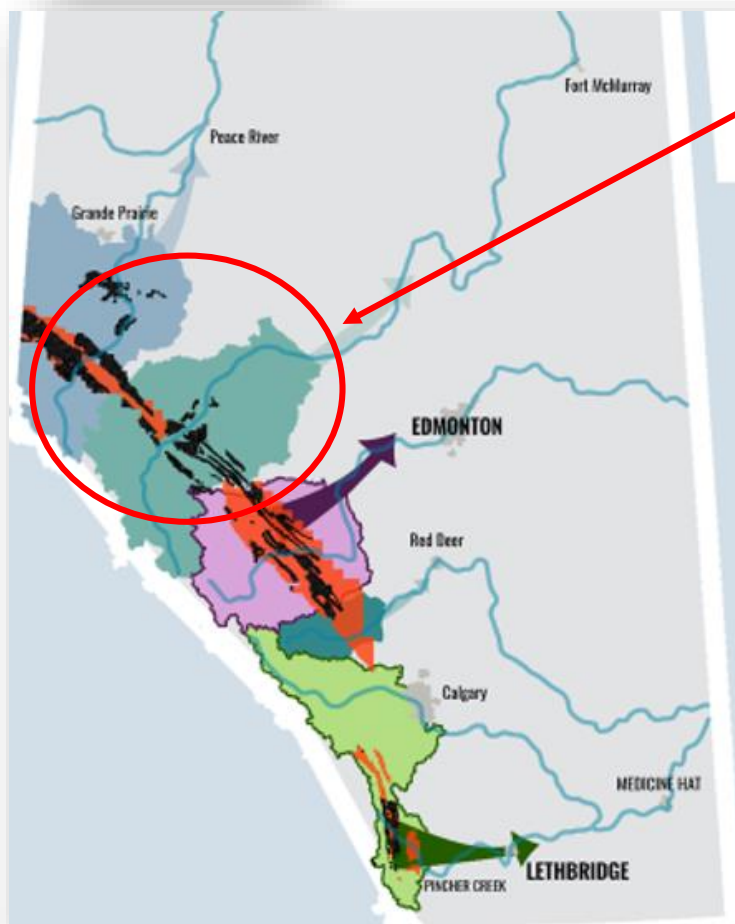 Fort McMurray
Peace River
Grande Prairie
EDMONTON
Red Deer
Calgary
MEDICINE HAT
LETHBRIDGE
PINCHER CREEK